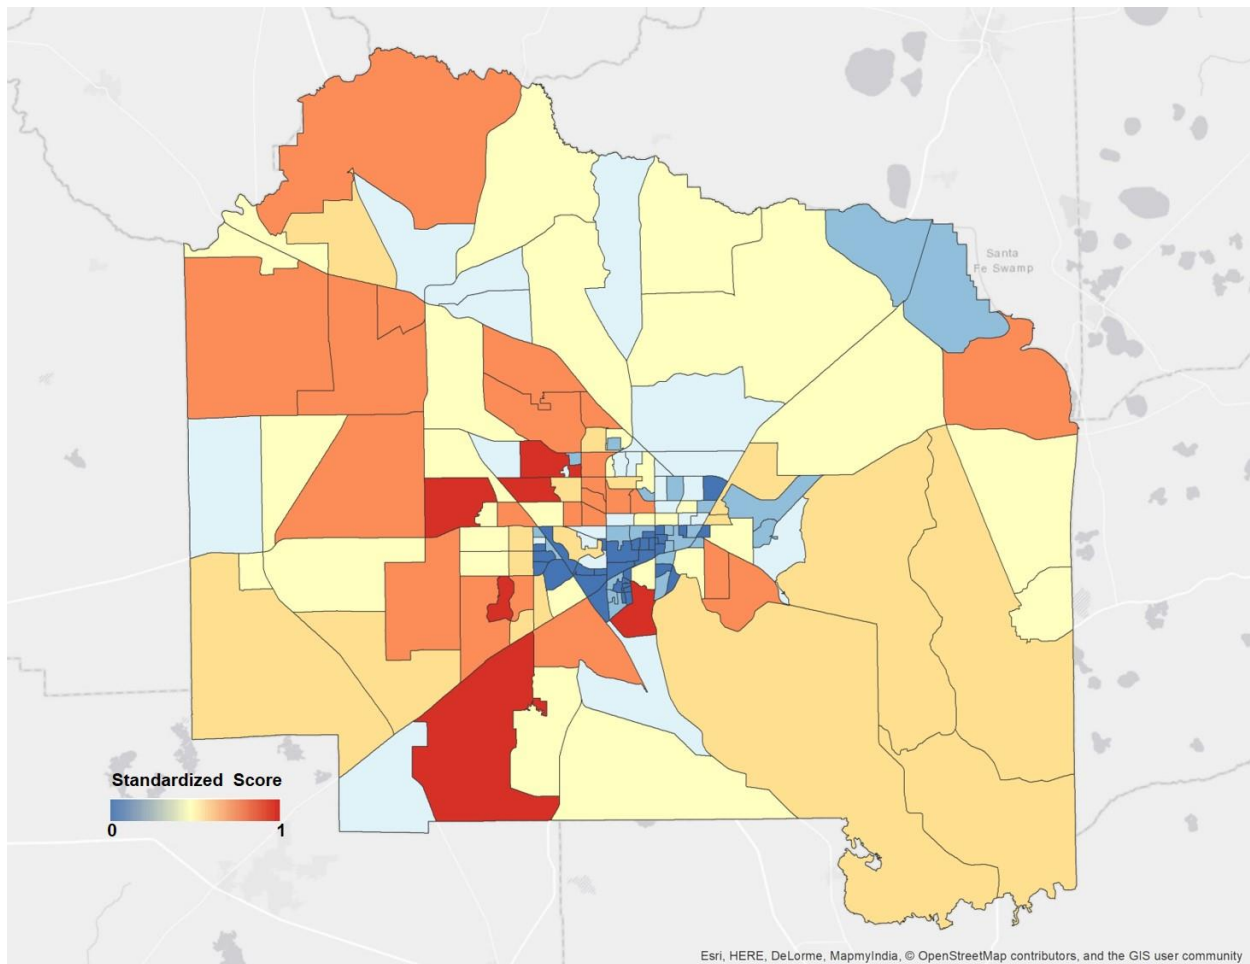 Santa
Fe Swamp
Standardized Score
0
1
Esri, HERE, DeLorme, MapmyIndia, © OpenStreetMap contributors, and the GIS user community